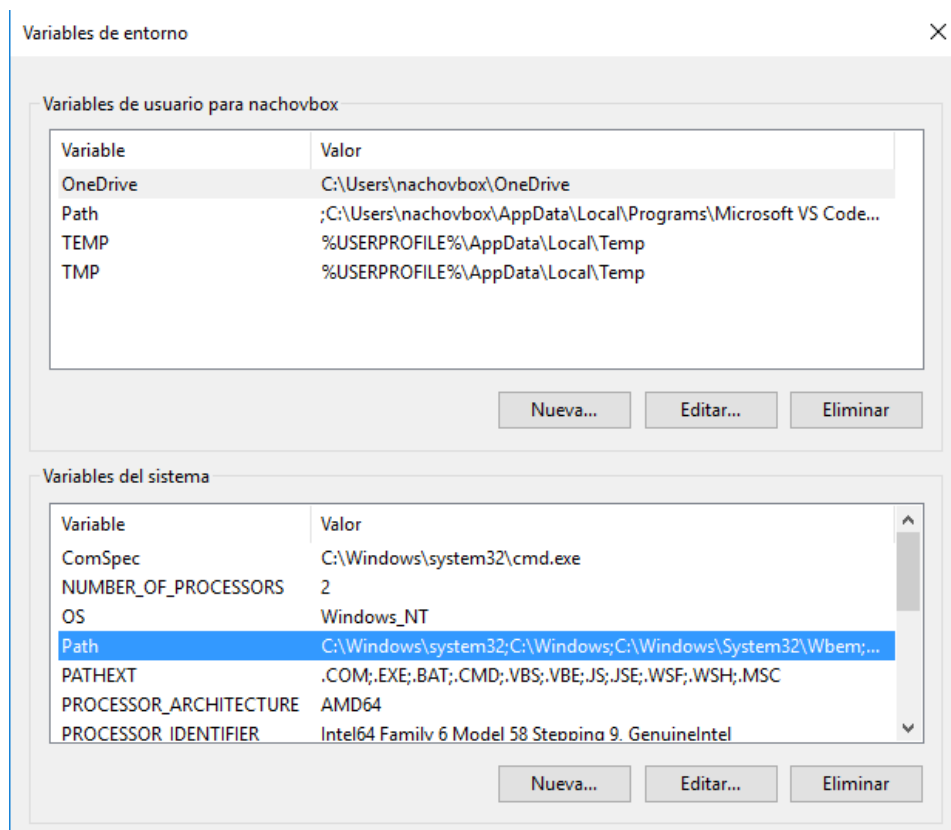 Variables de entorno
Variables de usuario para nachovbox
Variable Valor
OneDrive C:\Users\nachovbox\OneDrive
Path ;C:\Users\nachovbox\AppData\Local\Programs\Microsoft VS Code...
TEMP %USERPROFILE%\AppData\Local\Temp
TMP %USERPROFILE%\AppData\Local\Temp
Nueva... Editar... Eliminar
Variables del sistema
Variable Valor
ComSpec C:\Windows\system32\cmd.exe
NUMBER_OF_PROCESSORS 2
OS Windows_NT
Path C:\Windows\system32;C:\Windows;C:\Windows\System32\Wbem;...
PATHEXT .COM;.EXE;.BAT;.CMD;.VBS;.VBE;.JS;.JSE;.WSF;.WSH;.MSC
PROCESSOR_ARCHITECTURE AMD64
PROCESSOR_IDENTIFIER Intel64 Family 6 Model 58 Stepping 9, GenuineIntel
Nueva... Editar... Eliminar